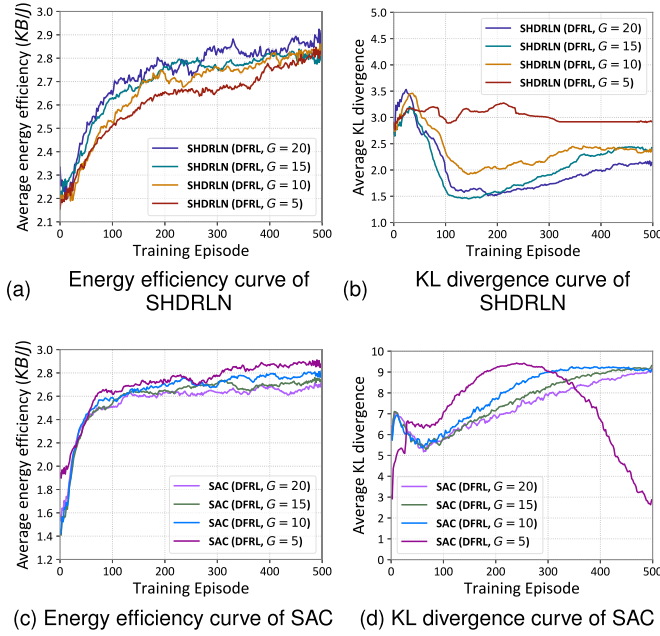 Average energy efficiency (KB/J)
3.0
2.9
2.8
2.7
2.6
2.5
2.4
2.3
2.2
2.1
SHDRLN (DFRL, G = 20)
SHDRLN (DFRL, G = 15)
SHDRLN (DFRL, G = 10)
SHDRLN (DFRL, G = 5)
0 100 200 300 400 500
Training Episode
(a) Energy efficiency curve of
SHDRLN
Average KL divergence
5.0
4.5
4.0
3.5
3.0
2.5
2.0
1.5
1.0
SHDRLN (DFRL, G = 20)
SHDRLN (DFRL, G = 15)
SHDRLN (DFRL, G = 10)
SHDRLN (DFRL, G = 5)
0 100 200 300 400 500
Training Episode
(b) KL divergence curve of
SHDRLN
Average energy efficiency (KB/J)
3.0
2.8
2.6
2.4
2.2
2.0
1.8
1.6
1.4
1.2
SAC (DFRL, G = 20)
SAC (DFRL, G = 15)
SAC (DFRL, G = 10)
SAC (DFRL, G = 5)
0 100 200 300 400 500
Training Episode
(c) Energy efficiency curve of SAC
Average KL divergence
10
9
8
7
6
5
4
3
2
1
0
SAC (DFRL, G = 20)
SAC (DFRL, G = 15)
SAC (DFRL, G = 10)
SAC (DFRL, G = 5)
0 100 200 300 400 500
Training Episode
(d) KL divergence curve of SAC